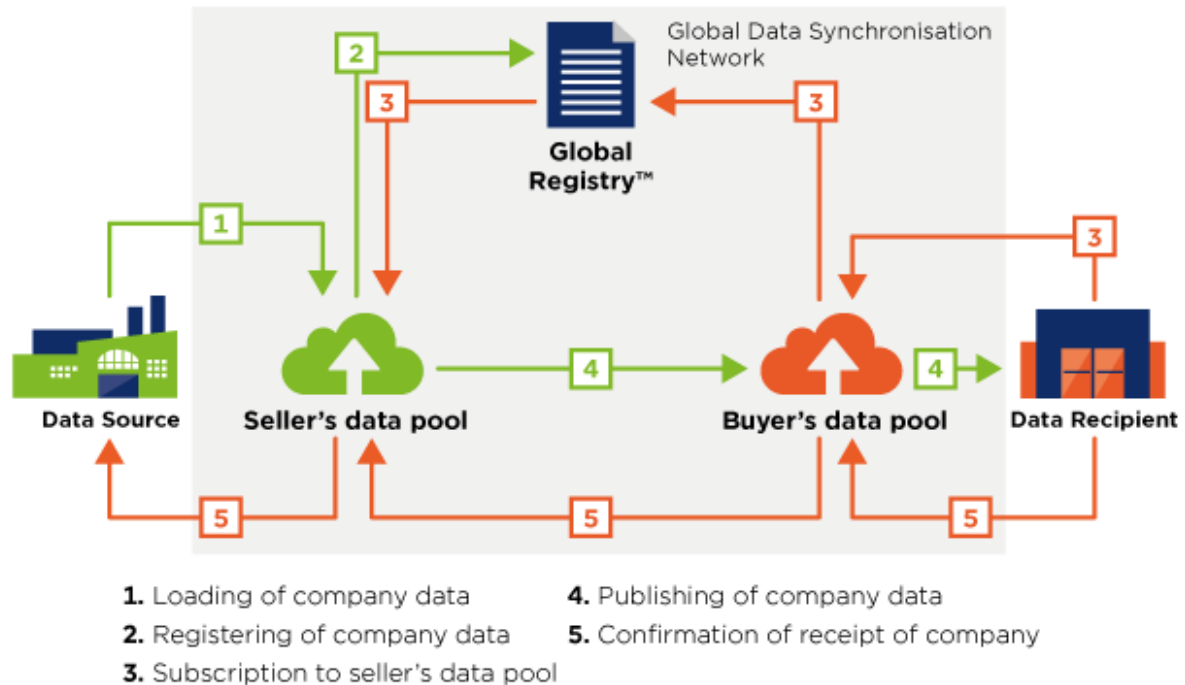 Global Data Synchronisation
Network
2
3
3
Global
Registry™
1
3
4
4
Data Source
Seller's data pool
Buyer's data pool
Data Recipient
5
5
5
1. Loading of company data
2. Registering of company data
3. Subscription to seller's data pool
4. Publishing of company data
5. Confirmation of receipt of company